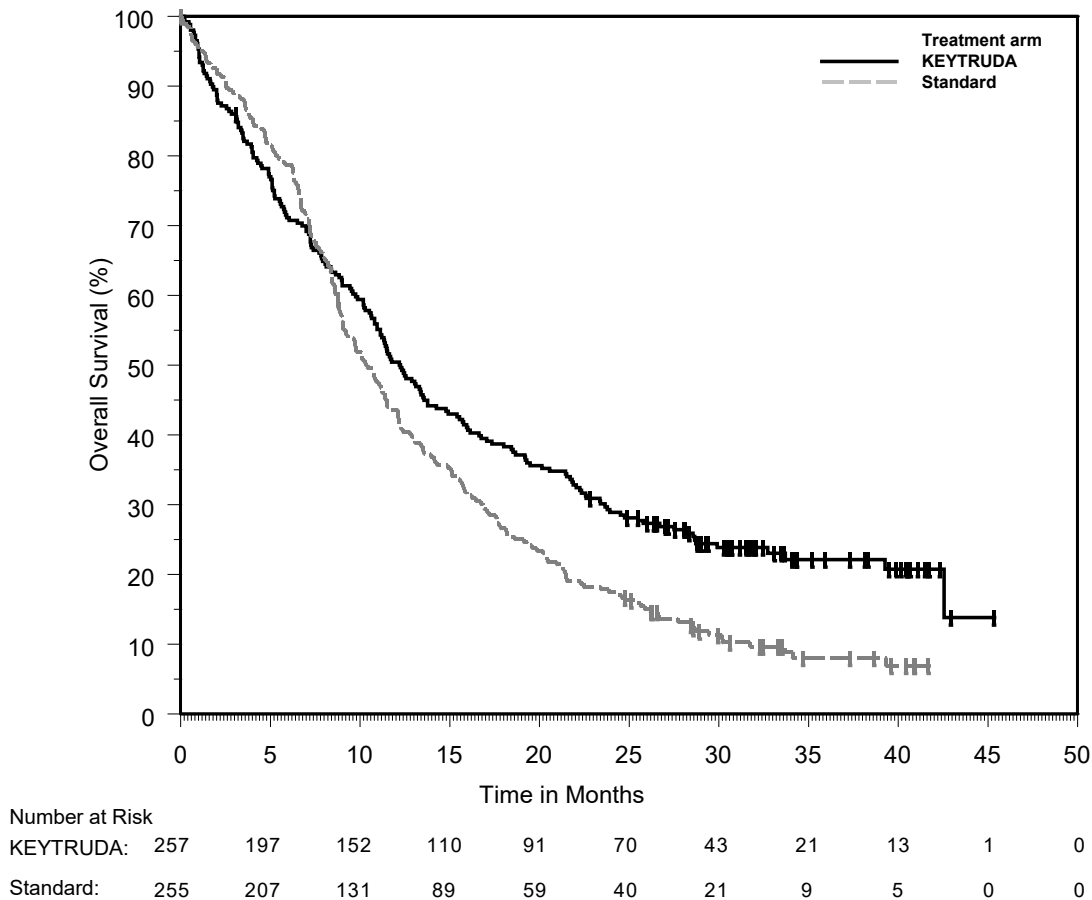 100
90
80
70
60
50
40
30
20
10
0
Overall Survival (%)
Treatment arm
KEYTRUDA
Standard
0 5 10 15 20 25 30 35 40 45 50
Time in Months
Number at Risk
KEYTRUDA: 257 197 152 110 91 70 43 21 13 1 0
Standard: 255 207 131 89 59 40 21 9 5 0 0